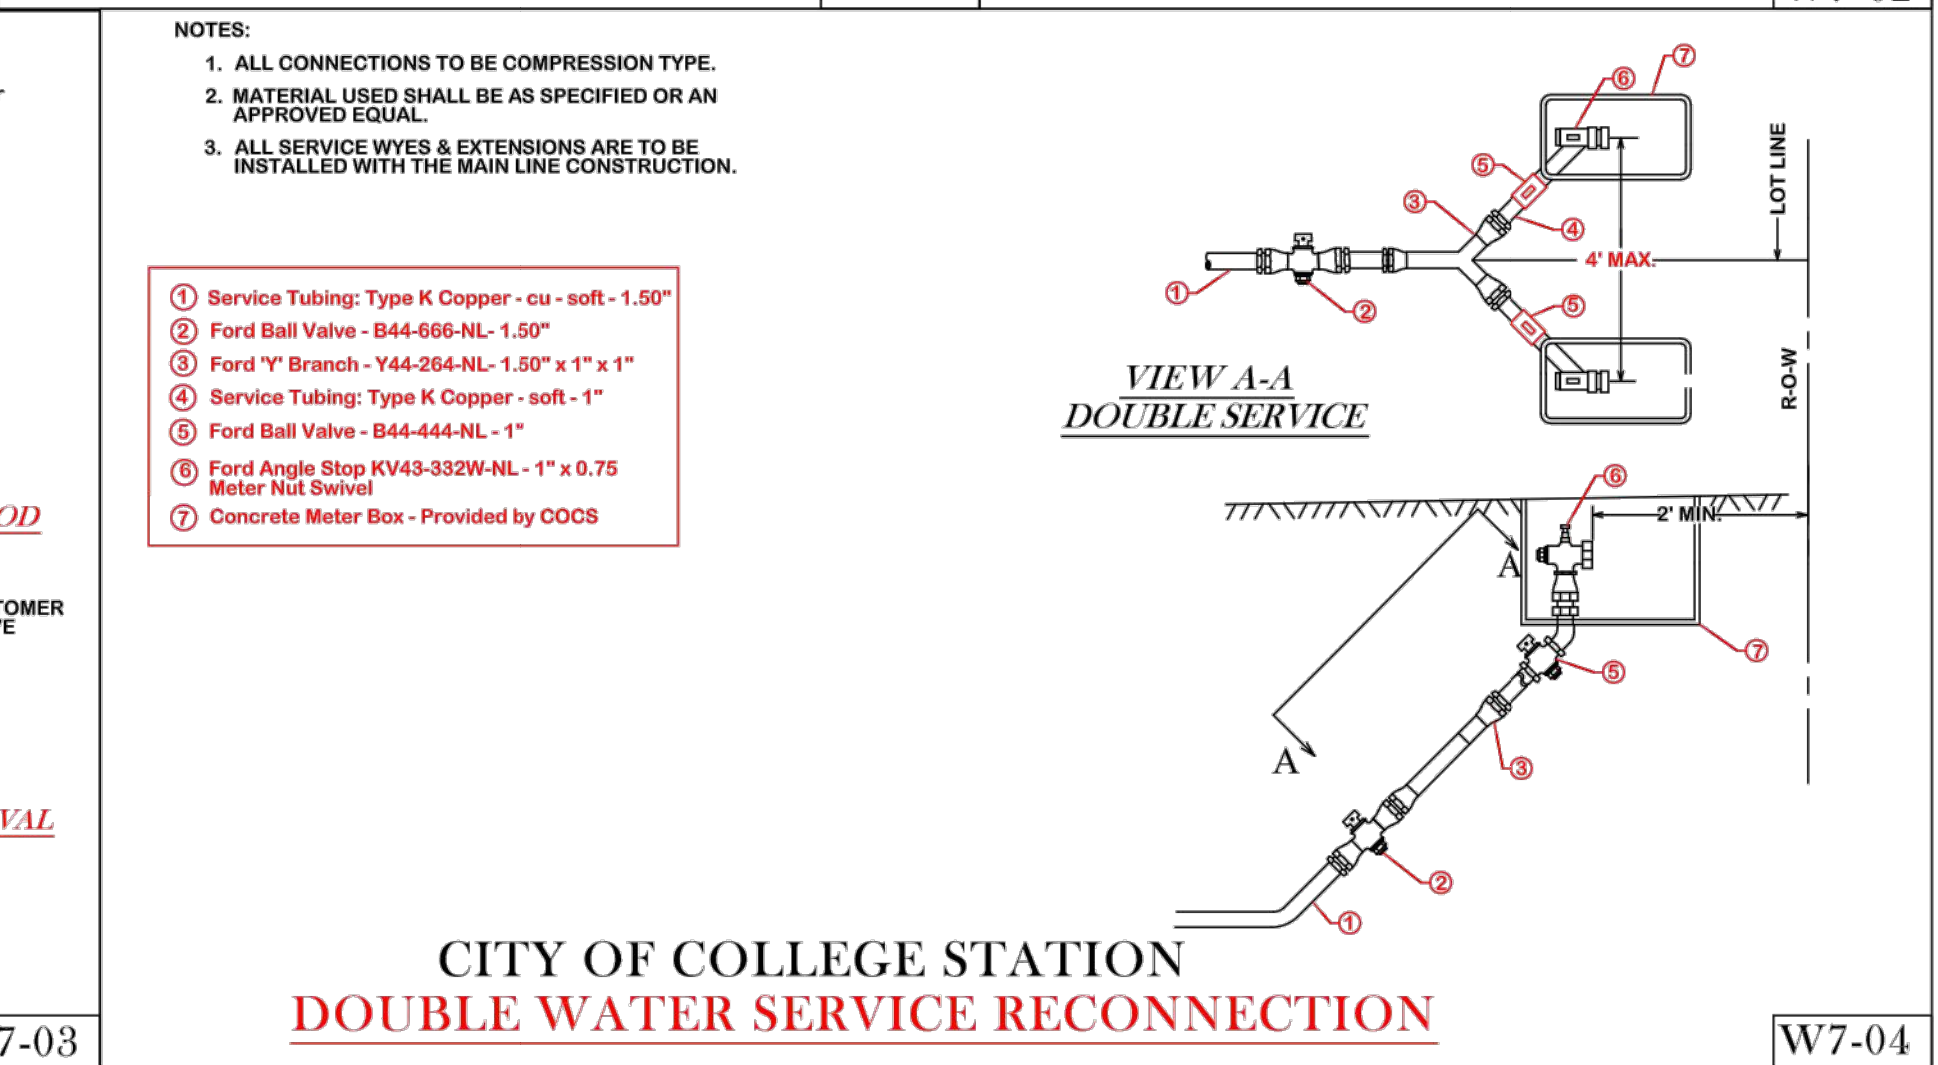 NOTES:
1. ALL CONNECTIONS TO BE COMPRESSION TYPE.
2. MATERIAL USED SHALL BE AS SPECIFIED OR AN
APPROVED EQUAL.
3. ALL SERVICE WYES & EXTENSIONS ARE TO BE
INSTALLED WITH THE MAIN LINE CONSTRUCTION.
1 Service Tubing: Type K Copper - cu - soft - 1.50"
2 Ford Ball Valve - B44-666-NL- 1.50"
3 Ford 'Y' Branch - Y44-264-NL- 1.50" x 1" x 1"
4 Service Tubing: Type K Copper - soft - 1"
5 Ford Ball Valve - B44-444-NL - 1"
6 Ford Angle Stop KV43-332W-NL - 1" x 0.75
Meter Nut Swivel
7 Concrete Meter Box - Provided by COCS
7
6
5
3
4
4' MAX.
1
2
5
LOT LINE
R-O-W
VIEW A-A
DOUBLE SERVICE
6
2' MIN.
A
7
5
A
3
2
1
OD
TOMER
VE
VAL
7-03
CITY OF COLLEGE STATION
DOUBLE WATER SERVICE RECONNECTION
W7-04